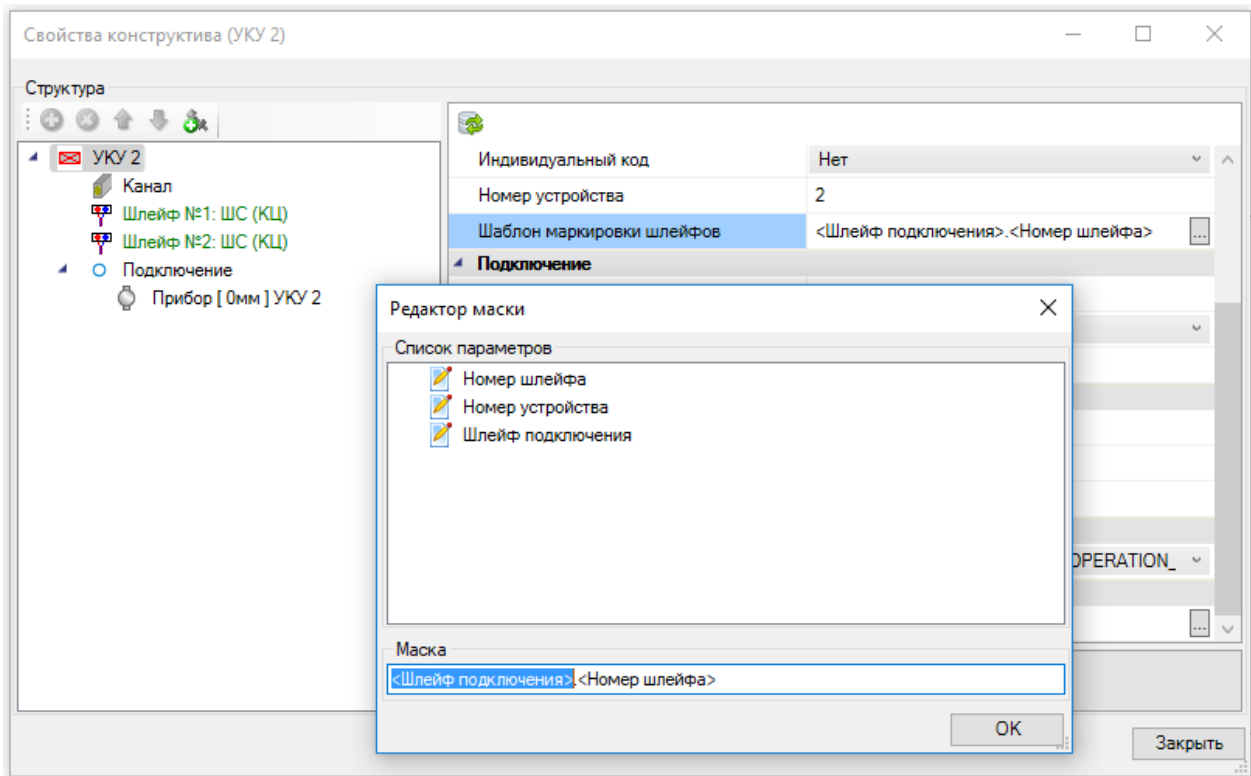 Свойства конструктива (УКУ 2)
Структура
УКУ 2
Канал
Шлейф №1: ШС (КЦ)
Шлейф №2: ШС (КЦ)
Подключение
Прибор [ 0мм ] УКУ 2
Индивидуальный код Нет
Номер устройства 2
Шаблон маркировки шлейфов <Шлейф подключения>.<Номер шлейфа> ...
Подключение
OPERATION_
...
Редактор маски
Список параметров
Номер шлейфа
Номер устройства
Шлейф подключения
Маска
<Шлейф подключения>.<Номер шлейфа>
OK
Закрыть